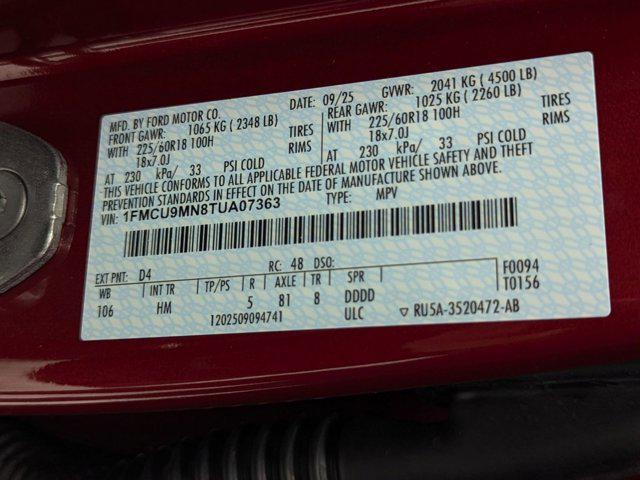 MFD. BY FORD MOTOR CO.
DATE: 09/25 GVWR: 2041 KG ( 4500 LB)
FRONT GAWR: 1065 KG ( 2348 LB)
REAR GAWR: 1025 KG ( 2260 LB)
WITH 225/60R18 100H TIRES
WITH 225/60R18 100H TIRES
18x7.0J RIMS
18x7.0J RIMS
AT 230 kPa/ 33 PSI COLD
AT 230 kPa/ 33 PSI COLD
THIS VEHICLE CONFORMS TO ALL APPLICABLE FEDERAL MOTOR VEHICLE SAFETY AND THEFT
PREVENTION STANDARDS IN EFFECT ON THE DATE OF MANUFACTURE SHOWN ABOVE.
VIN: 1FMCU9MN8TUA07363 TYPE: MPV
EXT PNT: D4 RC: 48 DSO: F0094
WB INT TR TP/PS R AXLE TR SPR T0156
106 HM 5 81 8 DDDD
1202509094741 ULC ▼ RU5A-3520472-AB